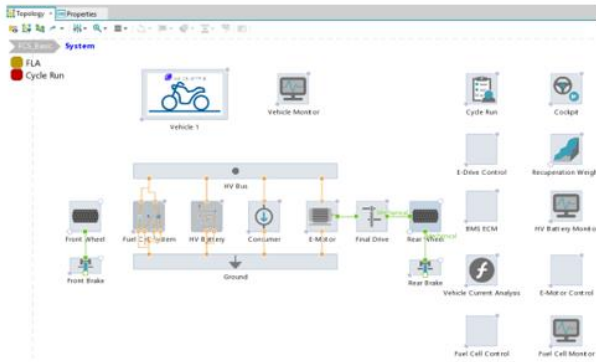 Topology
Properties
FCS_Basic
System
FLA
Cycle Run
Vehicle 1
Vehicle Monitor
Cycle Run
Cockpit
E-Drive Control
Recuperation Weight
HV Bus
Front Wheel
HV Battery
Consumer
E-Motor
Final Drive
Rear Wheel
BMS ECM
HV Battery Monitor
Front Brake
Ground
Rear Brake
Vehicle Current Analysis
E-Motor Control
Fuel Cell Control
Fuel Cell Monitor